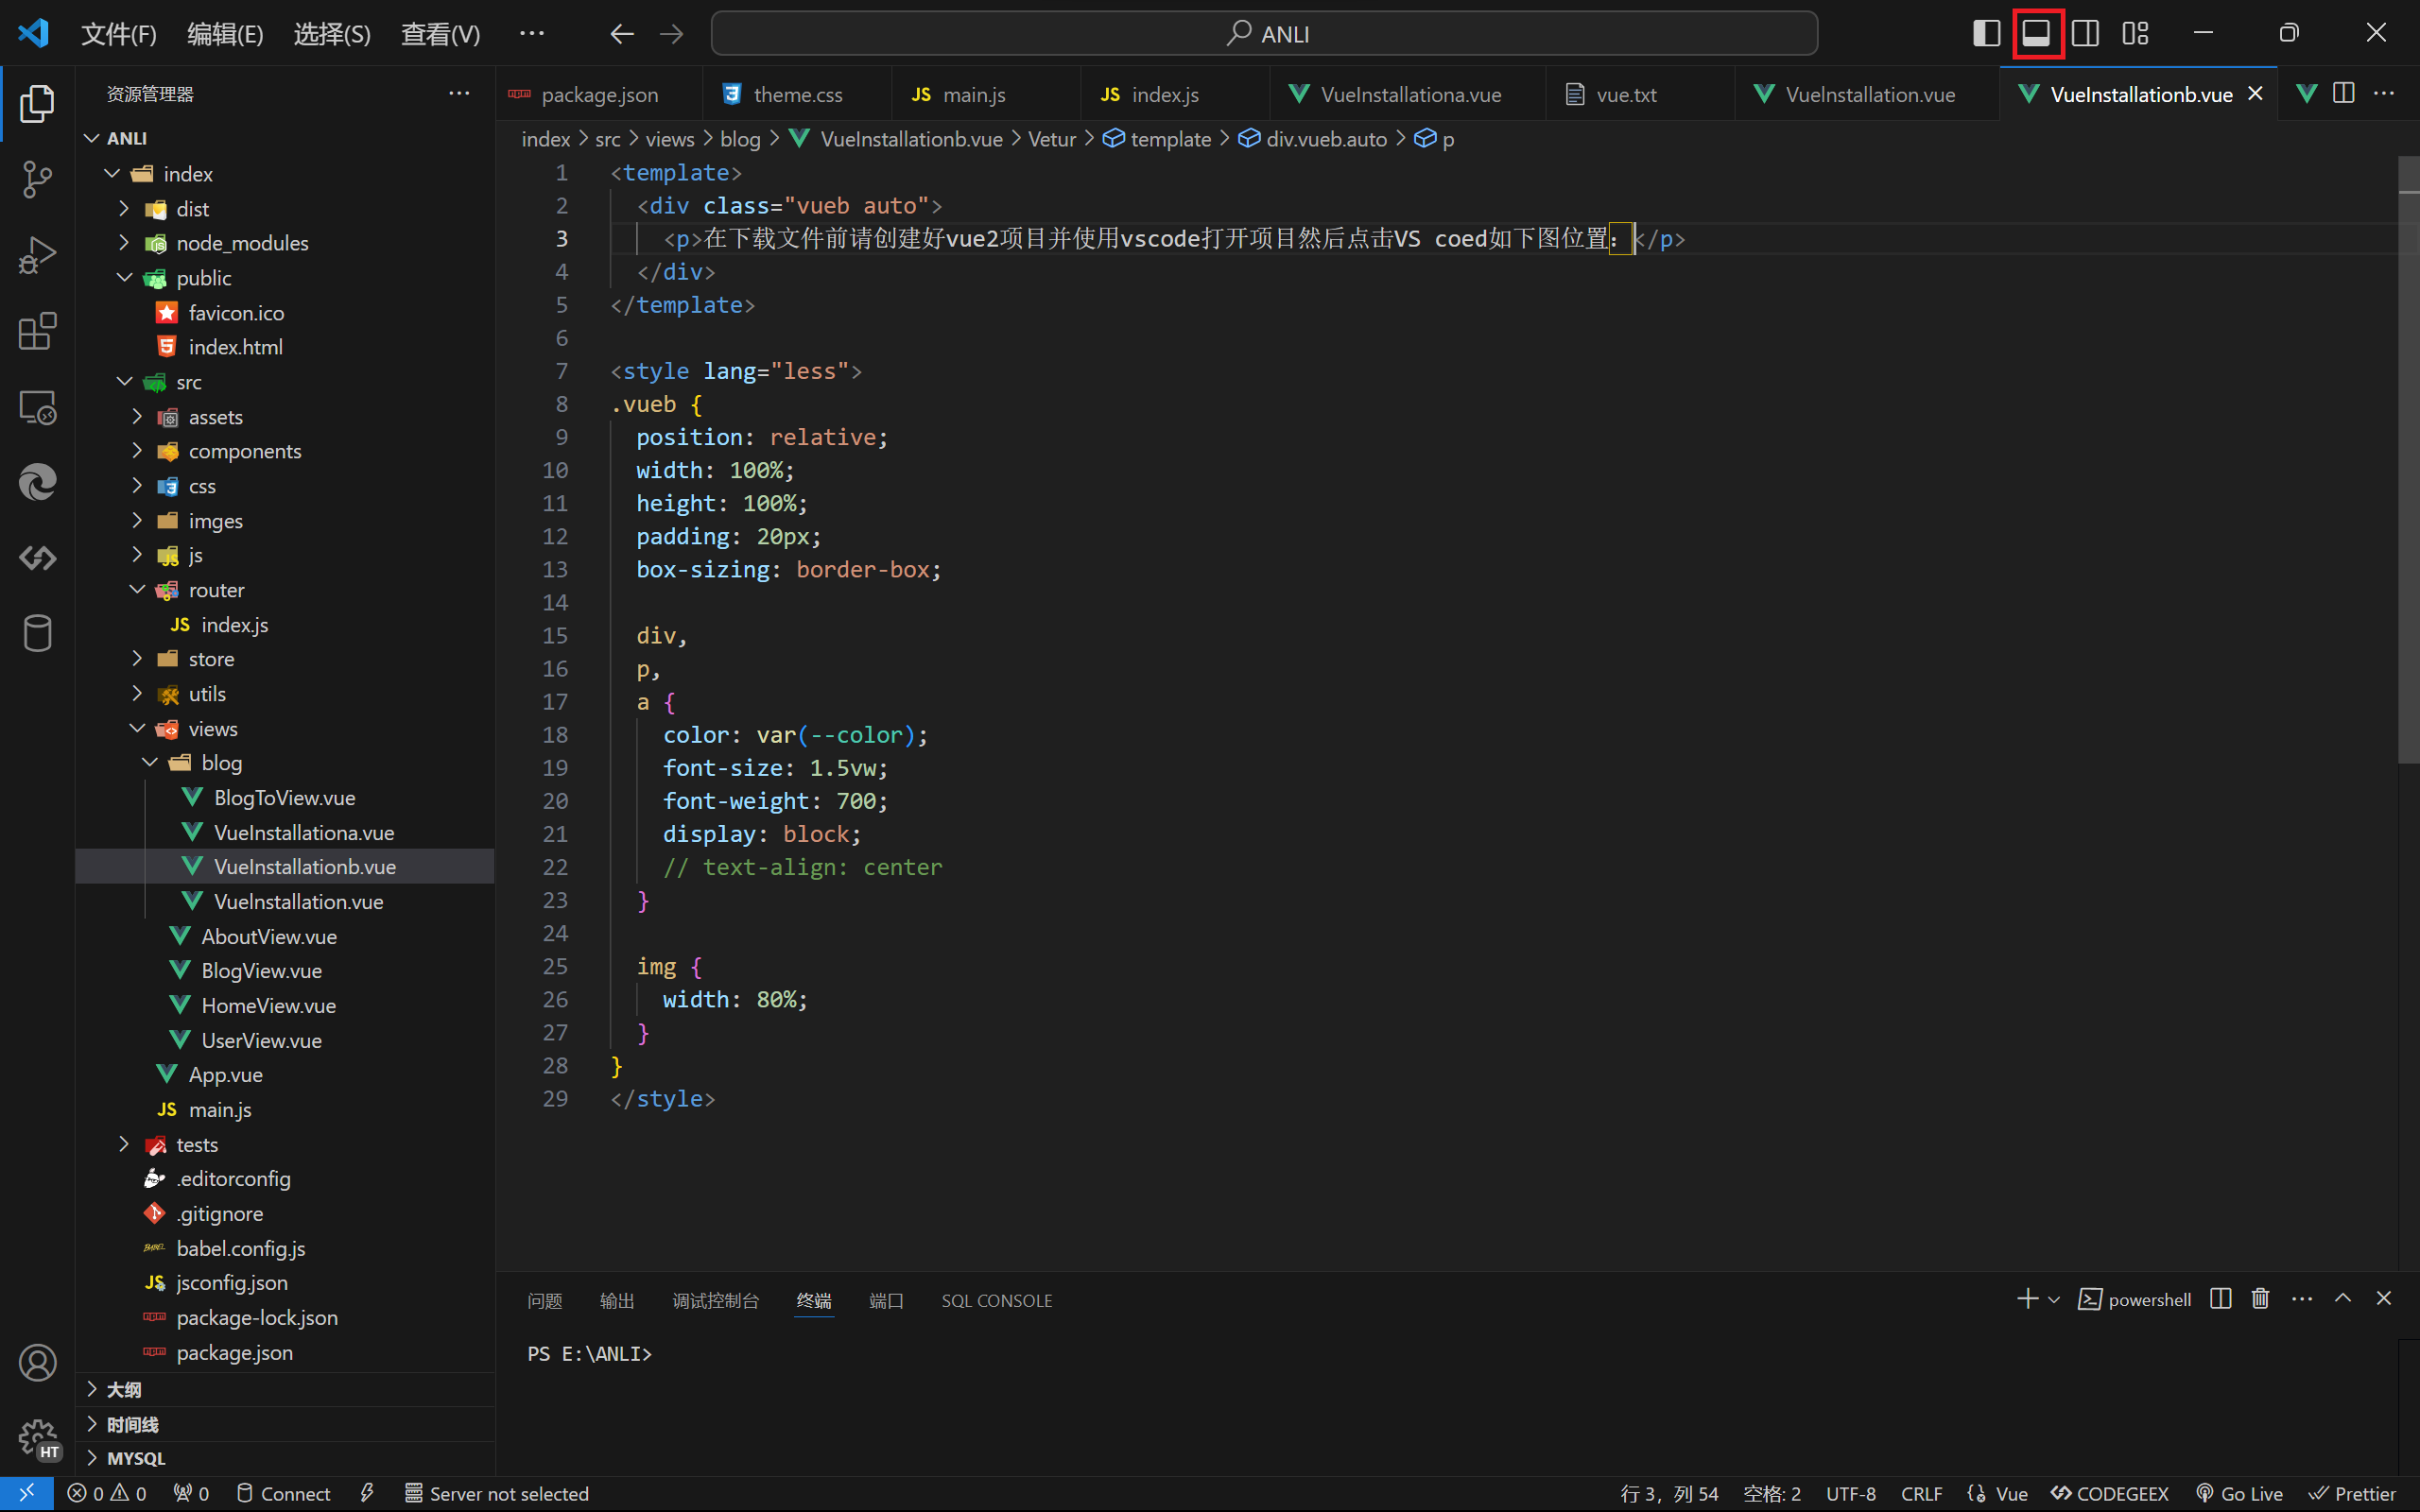 文件(F) 编辑(E) 选择(S) 查看(V) ··· ANLI
资源管理器 ···
ANLI
index
dist
node_modules
public
favicon.ico
index.html
src
assets
components
css
imges
js
router
index.js
store
utils
views
blog
BlogToView.vue
VueInstallationa.vue
VueInstallationb.vue
VueInstallation.vue
AboutView.vue
BlogView.vue
HomeView.vue
UserView.vue
App.vue
main.js
tests
.editorconfig
.gitignore
babel.config.js
jsconfig.json
package-lock.json
package.json
大纲
时间线
MYSQL
HT
package.json theme.css main.js index.js VueInstallationa.vue vue.txt VueInstallation.vue VueInstallationb.vue
index > src > views > blog > VueInstallationb.vue > Vetur > template > div.vueb.auto > p
1 <template>
2 <div class="vueb auto">
3 <p>在下载文件前请创建好vue2项目并使用vscode打开项目然后点击VS coed如下图位置：</p>
4 </div>
5 </template>
6
7 <style lang="less">
8 .vueb {
9 position: relative;
10 width: 100%;
11 height: 100%;
12 padding: 20px;
13 box-sizing: border-box;
14
15 div,
16 p,
17 a {
18 color: var(--color);
19 font-size: 1.5vw;
20 font-weight: 700;
21 display: block;
22 // text-align: center
23 }
24
25 img {
26 width: 80%;
27 }
28 }
29 </style>
问题 输出 调试控制台 终端 端口 SQL CONSOLE powershell
PS E:\ANLI>
0 0 0 Connect Server not selected 行 3，列 54 空格: 2 UTF-8 CRLF Vue CODEGEEX Go Live Prettier